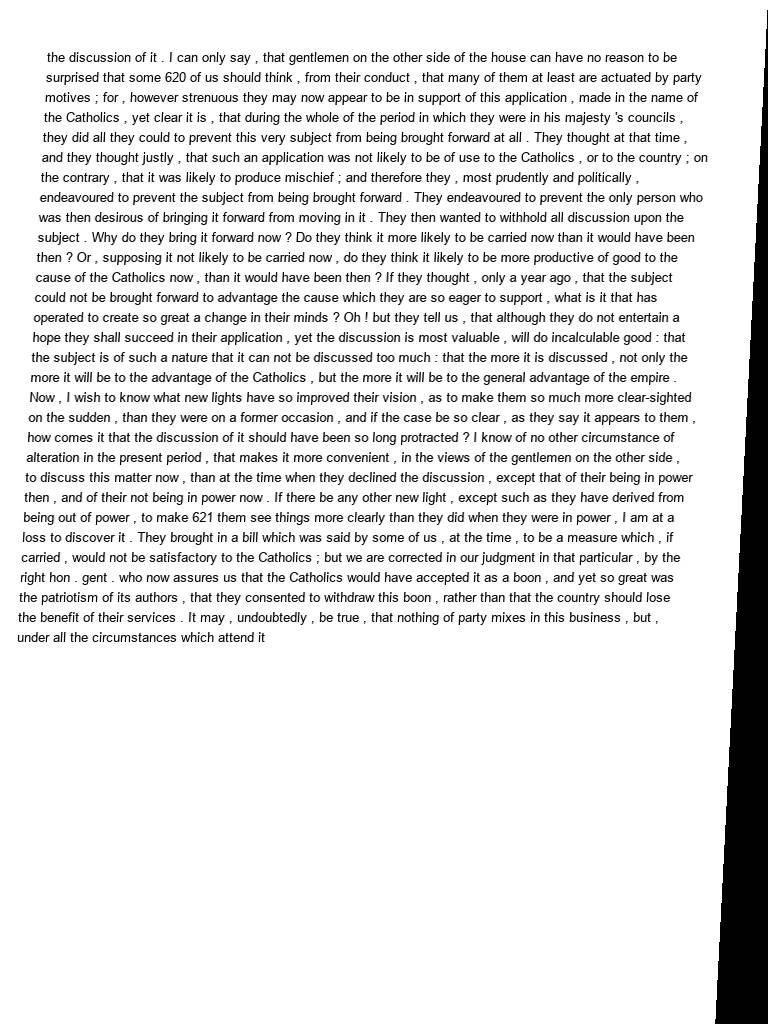 the discussion of it . I can only say , that gentlemen on the other side of the house can have no reason to be
surprised that some 620 of us should think , from their conduct , that many of them at least are actuated by party
motives ; for , however strenuous they may now appear to be in support of this application , made in the name of
the Catholics , yet clear it is , that during the whole of the period in which they were in his majesty 's councils ,
they did all they could to prevent this very subject from being brought forward at all . They thought at that time ,
and they thought justly , that such an application was not likely to be of use to the Catholics , or to the country ; on
the contrary , that it was likely to produce mischief ; and therefore they , most prudently and politically ,
endeavoured to prevent the subject from being brought forward . They endeavoured to prevent the only person who
was then desirous of bringing it forward from moving in it . They then wanted to withhold all discussion upon the
subject . Why do they bring it forward now ? Do they think it more likely to be carried now than it would have been
then ? Or , supposing it not likely to be carried now , do they think it likely to be more productive of good to the
cause of the Catholics now , than it would have been then ? If they thought , only a year ago , that the subject
could not be brought forward to advantage the cause which they are so eager to support , what is it that has
operated to create so great a change in their minds ? Oh ! but they tell us , that although they do not entertain a
hope they shall succeed in their application , yet the discussion is most valuable , will do incalculable good : that
the subject is of such a nature that it can not be discussed too much : that the more it is discussed , not only the
more it will be to the advantage of the Catholics , but the more it will be to the general advantage of the empire .
Now , I wish to know what new lights have so improved their vision , as to make them so much more clear-sighted
on the sudden , than they were on a former occasion , and if the case be so clear , as they say it appears to them ,
how comes it that the discussion of it should have been so long protracted ? I know of no other circumstance of
alteration in the present period , that makes it more convenient , in the views of the gentlemen on the other side ,
to discuss this matter now , than at the time when they declined the discussion , except that of their being in power
then , and of their not being in power now . If there be any other new light , except such as they have derived from
being out of power , to make 621 them see things more clearly than they did when they were in power , I am at a
loss to discover it . They brought in a bill which was said by some of us , at the time , to be a measure which , if
carried , would not be satisfactory to the Catholics ; but we are corrected in our judgment in that particular , by the
right hon . gent . who now assures us that the Catholics would have accepted it as a boon , and yet so great was
the patriotism of its authors , that they consented to withdraw this boon , rather than that the country should lose
the benefit of their services . It may , undoubtedly , be true , that nothing of party mixes in this business , but ,
under all the circumstances which attend it